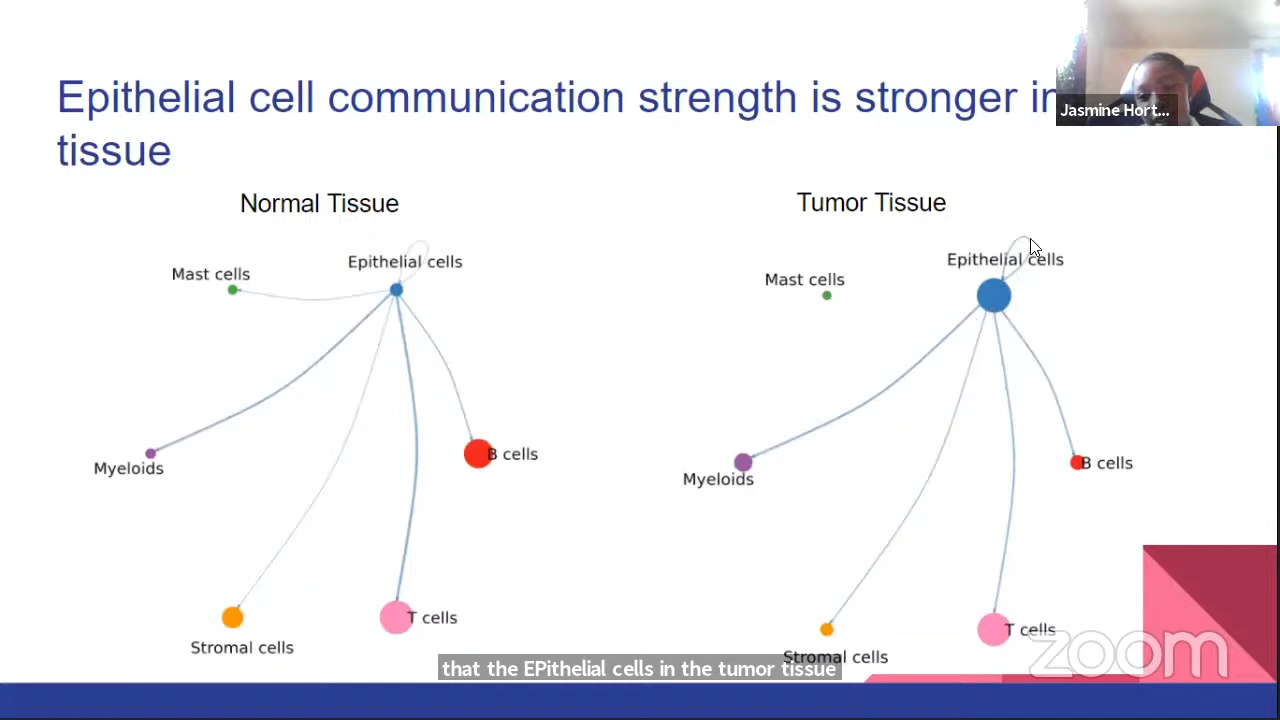 Epithelial cell communication strength is stronger in
tissue
Jasmine Hort...
Normal Tissue
Tumor Tissue
Epithelial cells
Mast cells
Myeloids
B cells
Stromal cells
T cells
Epithelial cells
Mast cells
Myeloids
B cells
Stromal cells
T cells
that the EPithelial cells in the tumor tissue
zoom